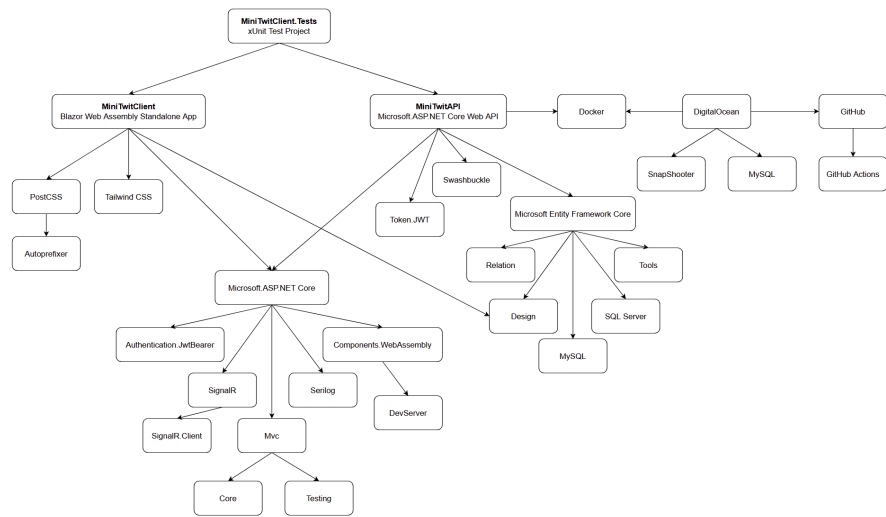 MiniTwitClient.Tests
xUnit Test Project
MiniTwitClient
Blazor Web Assembly Standalone App
MiniTwitAPI
Microsoft.ASP.NET Core Web API
Docker
DigitalOcean
GitHub
SnapShooter
MySQL
GitHub Actions
PostCSS
Tailwind CSS
Swashbuckle
Token.JWT
Microsoft Entity Framework Core
Autoprefixer
Relation
Tools
Microsoft.ASP.NET Core
Design
SQL Server
Authentication.JwtBearer
Components.WebAssembly
MySQL
SignalR
Serilog
DevServer
SignalR.Client
Mvc
Core
Testing